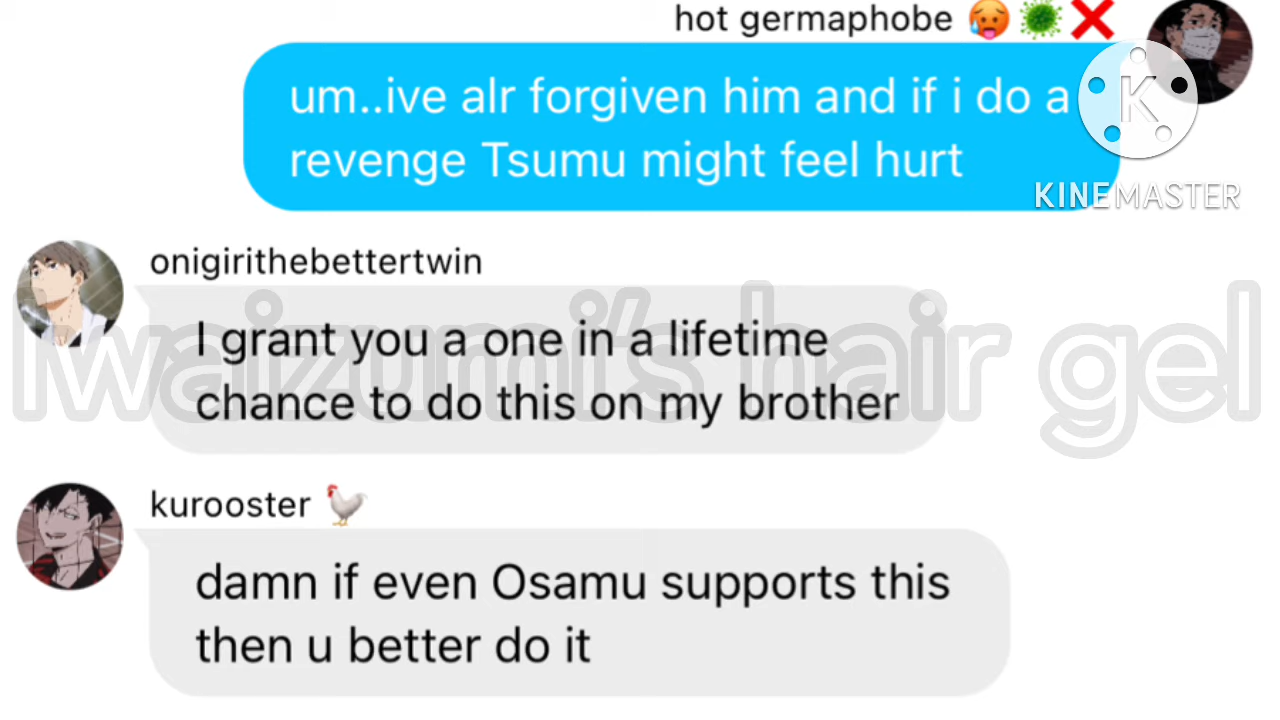 hot germaphobe 🥵🦠❌
um..ive alr forgiven him and if i do a
revenge Tsumu might feel hurt
K
KINEMASTER
onigirithebettertwin
I grant you a one in a lifetime
chance to do this on my brother
Iwaizumi's hair gel
kurooster 🐓
damn if even Osamu supports this
then u better do it